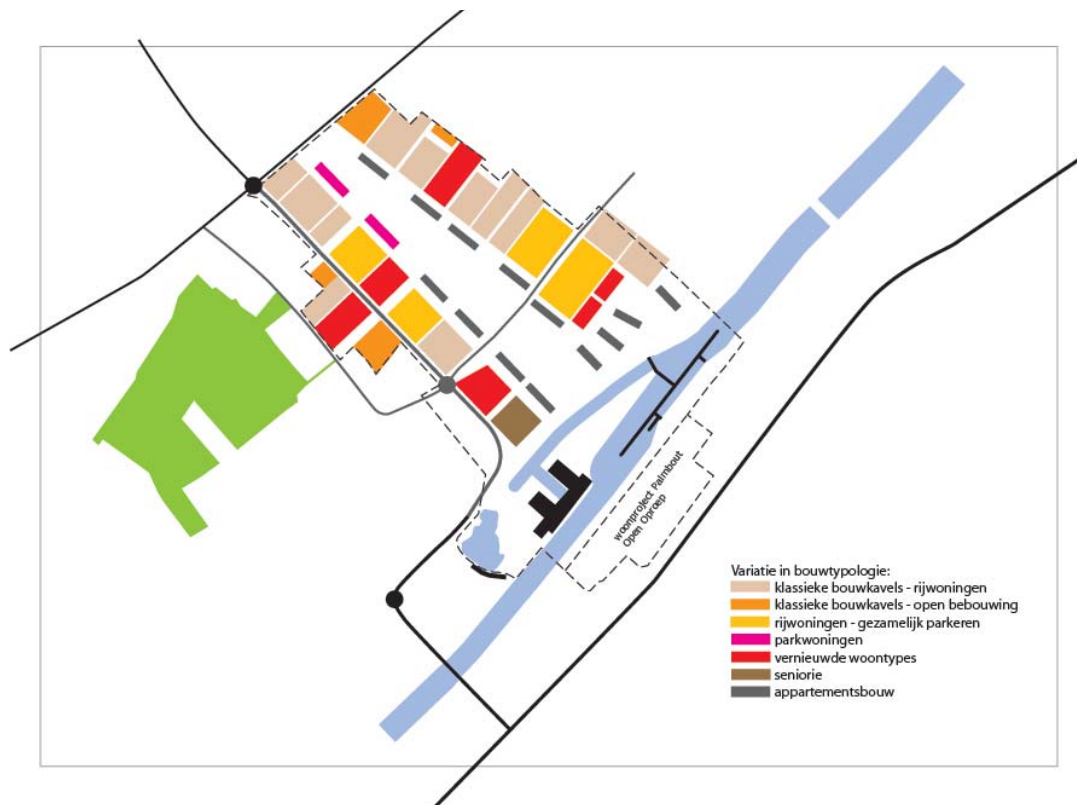 woonproject Palmbout
Open Oproep
Variatie in bouwtypologie:
klassieke bouwkavels - rijwoningen
klassieke bouwkavels - open bebouwing
rijwoningen - gezamelijk parkeren
parkwoningen
vernieuwde woontypes
seniorie
appartementsbouw